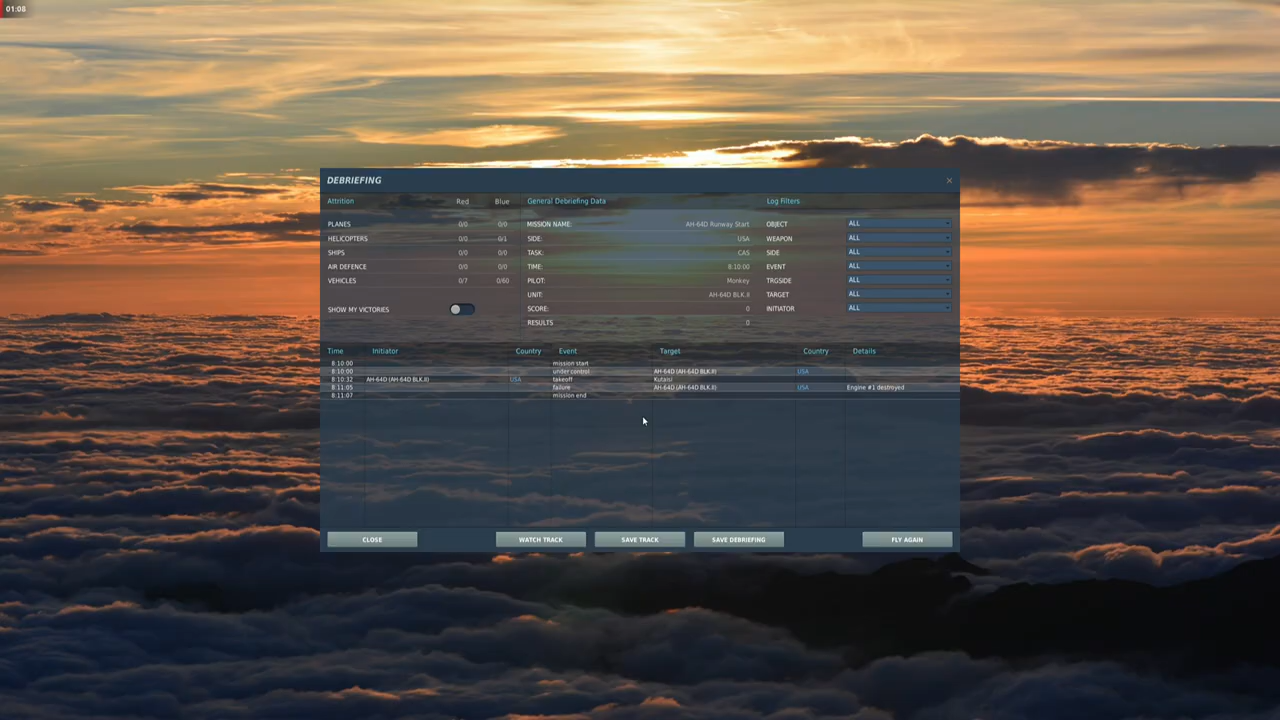 01:08
DEBRIEFING ×
Attrition Red Blue General Debriefing Data Log Filters
PLANES 0/0 0/0 MISSION NAME: AH-64D Runway Start OBJECT ALL
HELICOPTERS 0/0 0/1 SIDE: USA WEAPON ALL
SHIPS 0/0 0/0 TASK: CAS SIDE ALL
AIR DEFENCE 0/0 0/0 TIME: 8:10:00 EVENT ALL
VEHICLES 0/7 0/60 PILOT: Monkey TRGSIDE ALL
UNIT: AH-64D BLK.II TARGET ALL
SHOW MY VICTORIES SCORE: 0 INITIATOR ALL
RESULTS 0
Time Initiator Country Event Target Country Details
8:10:00 mission start
8:10:00 under control AH-64D (AH-64D BLK.II) USA
8:10:32 AH-64D (AH-64D BLK.II) USA takeoff Kutaisi
8:11:05 failure AH-64D (AH-64D BLK.II) USA Engine #1 destroyed
8:11:07 mission end
CLOSE WATCH TRACK SAVE TRACK SAVE DEBRIEFING FLY AGAIN